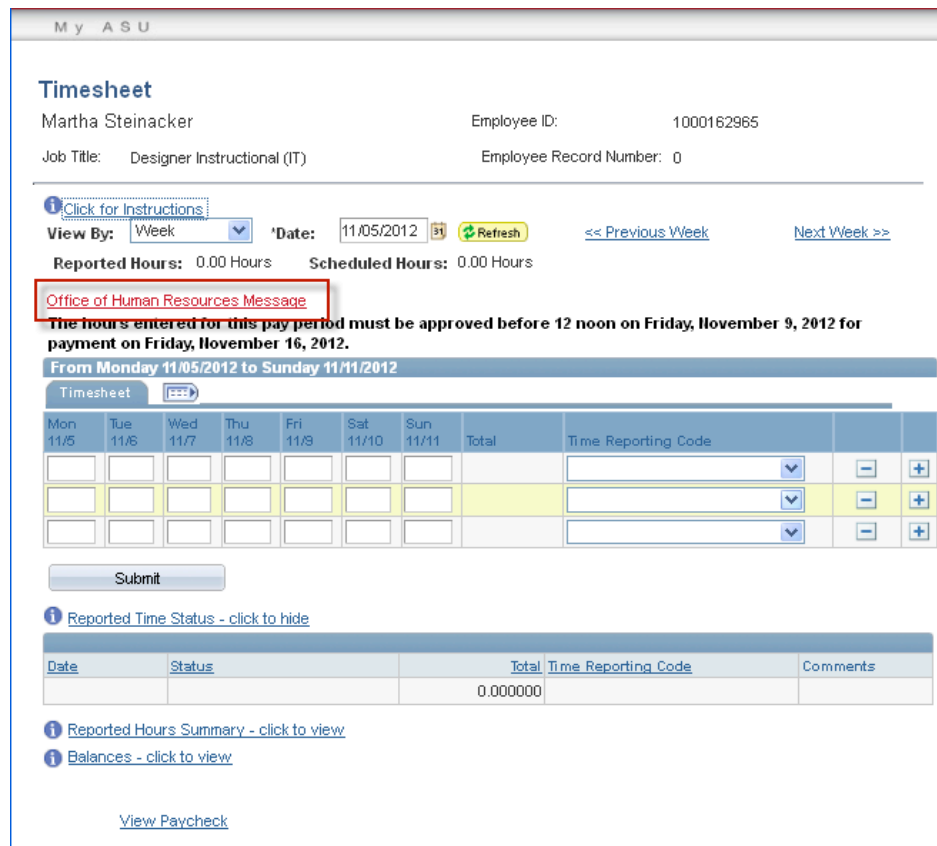 My ASU
Timesheet
Martha Steinacker Employee ID: 1000162965
Job Title: Designer Instructional (IT) Employee Record Number: 0
Click for Instructions
View By: Week *Date: 11/05/2012 31 Refresh << Previous Week Next Week >>
Reported Hours: 0.00 Hours Scheduled Hours: 0.00 Hours
Office of Human Resources Message
The hours entered for this pay period must be approved before 12 noon on Friday, November 9, 2012 for
payment on Friday, November 16, 2012.
From Monday 11/05/2012 to Sunday 11/11/2012
Timesheet
Mon Tue Wed Thu Fri Sat Sun
11/5 11/6 11/7 11/8 11/9 11/10 11/11 Total Time Reporting Code
Submit
Reported Time Status - click to hide
Date Status Total Time Reporting Code Comments
0.000000
Reported Hours Summary - click to view
Balances - click to view
View Paycheck